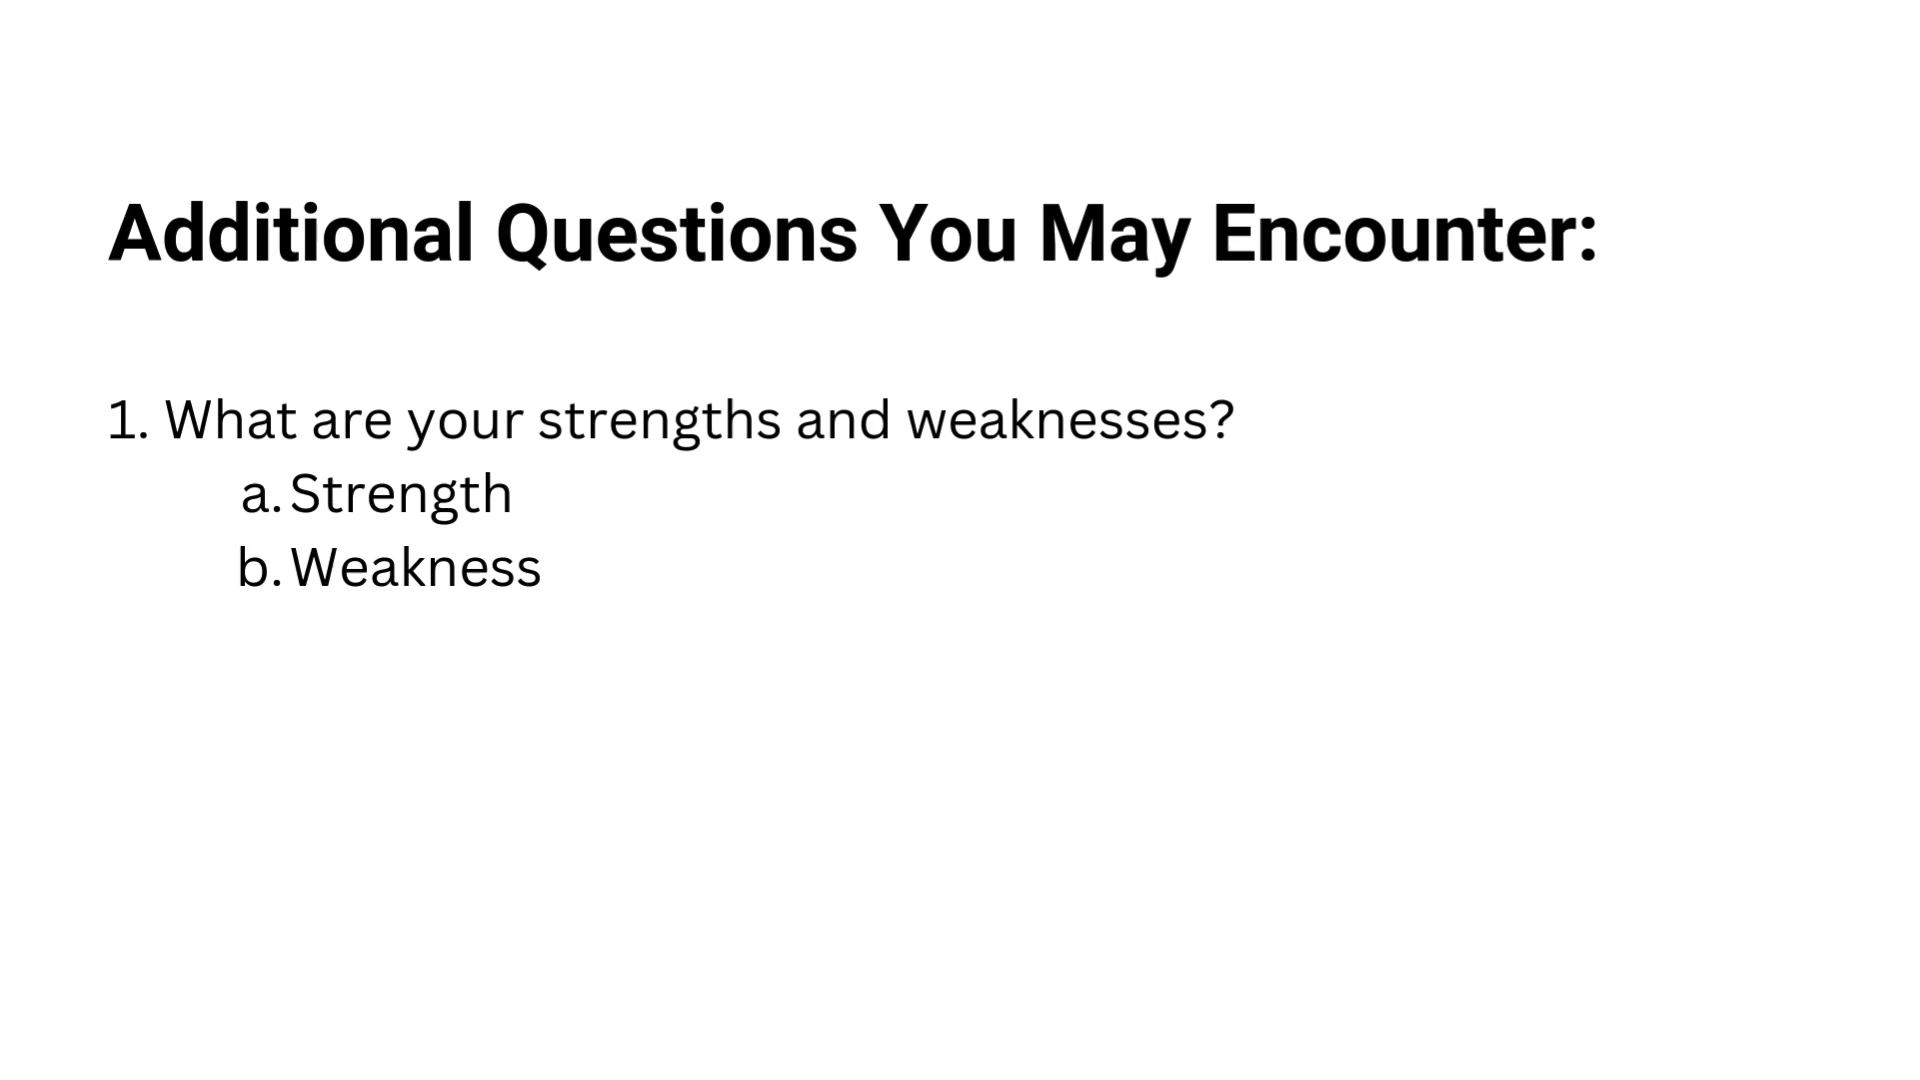 Additional Questions You May Encounter:
1. What are your strengths and weaknesses?
a. Strength
b. Weakness